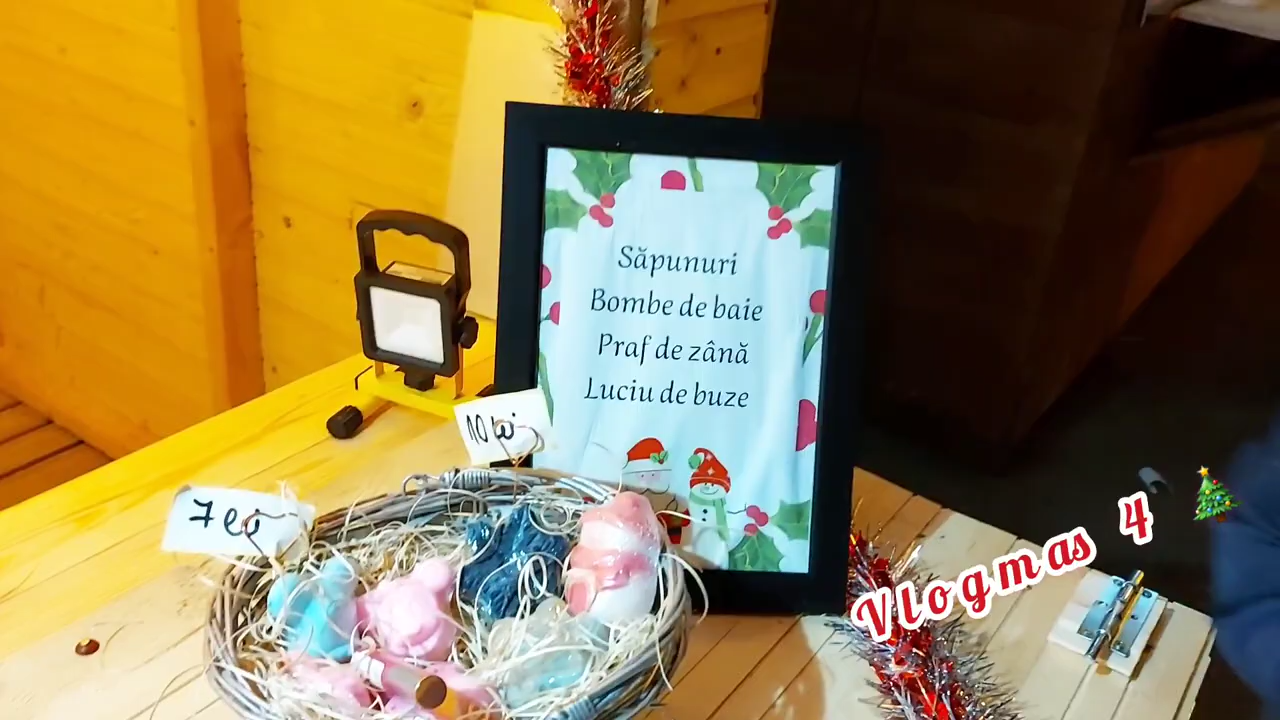 Săpunuri
Bombe de baie
Praf de zână
Luciu de buze
10 lei
7 lei
Vlogmas 4